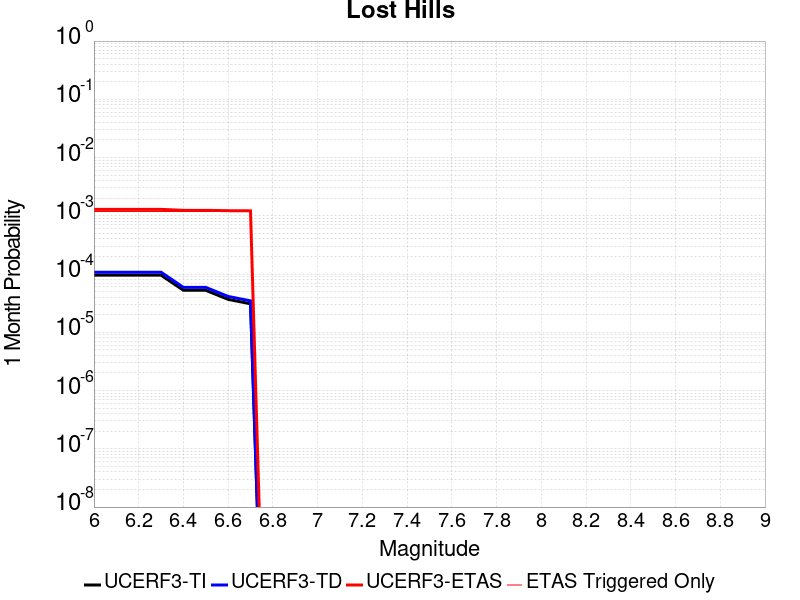 Lost Hills
10^0
10^-1
10^-2
10^-3
10^-4
10^-5
10^-6
10^-7
10^-8
1 Month Probability
6 6.2 6.4 6.6 6.8 7 7.2 7.4 7.6 7.8 8 8.2 8.4 8.6 8.8 9
Magnitude
UCERF3-TI UCERF3-TD UCERF3-ETAS ETAS Triggered Only